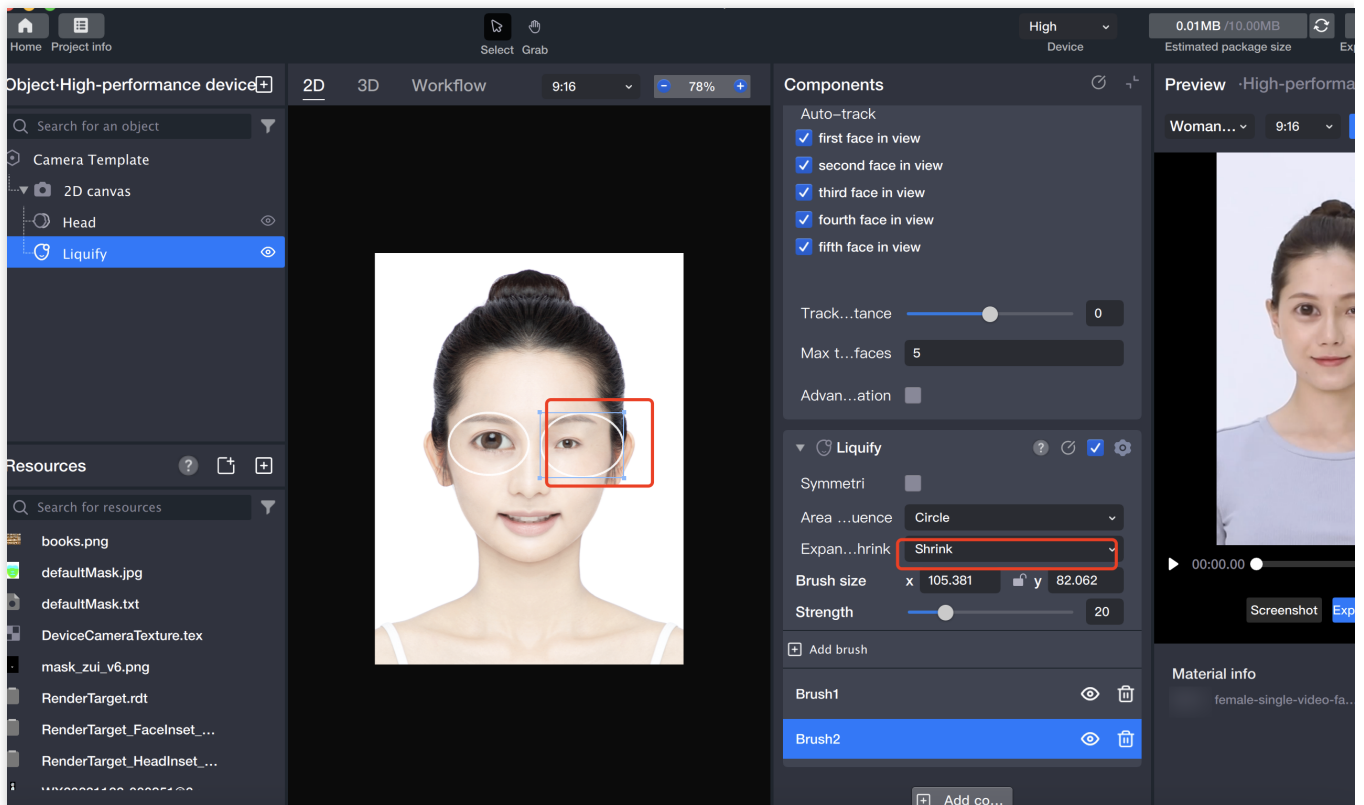 Home Project info
Select Grab
High
Device
0.01MB /10.00MB
Estimated package size
Object·High-performance device
2D 3D Workflow 9:16 78%
Components
Preview ·High-performa
Search for an object
Camera Template
2D canvas
Head
Liquify
Auto-track
first face in view
second face in view
third face in view
fourth face in view
fifth face in view
Track...tance 0
Max t...faces 5
Advan...ation
Woman... 9:16
Liquify
Symmetri
Area ...uence Circle
Expan...hrink Shrink
Brush size x 105.381 y 82.062
Strength 20
Add brush
Brush1
Brush2
Add co...
Resources
Search for resources
books.png
defaultMask.jpg
defaultMask.txt
DeviceCameraTexture.tex
mask_zui_v6.png
RenderTarget.rdt
RenderTarget_FaceInset_...
RenderTarget_HeadInset_...
00:00.00
Screenshot Exp
Material info
female-single-video-fa...